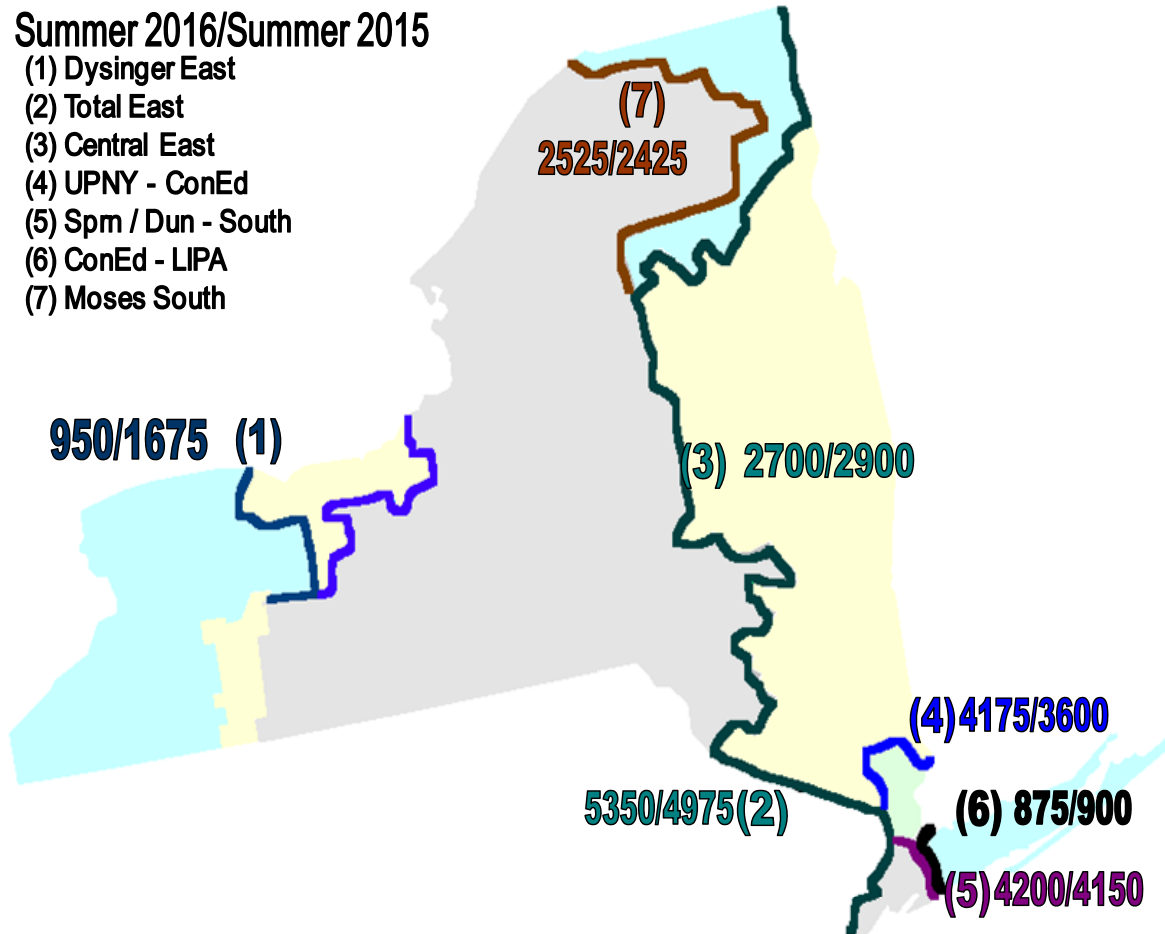 Summer 2016/Summer 2015
(1) Dysinger East
(2) Total East
(3) Central East
(4) UPNY - ConEd
(5) Sprn / Dun - South
(6) ConEd - LIPA
(7) Moses South
(7)
2525/2425
950/1675 (1)
(3) 2700/2900
(4) 4175/3600
5350/4975 (2)
(6) 875/900
(5) 4200/4150